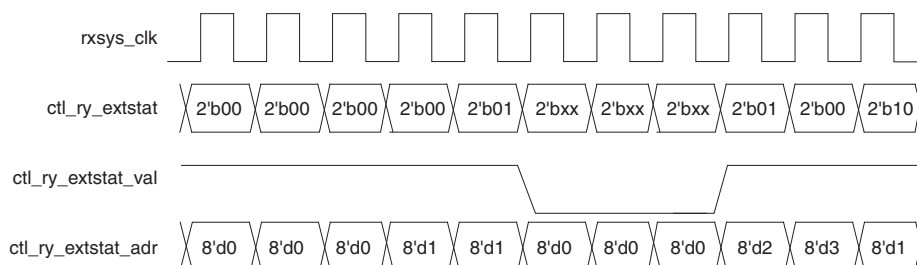 rxsys_clk
ctl_ry_extstat 2'b00 2'b00 2'b00 2'b00 2'b01 2'bxx 2'bxx 2'bxx 2'b01 2'b00 2'b10
ctl_ry_extstat_val
ctl_ry_extstat_adr 8'd0 8'd0 8'd0 8'd1 8'd1 8'd0 8'd0 8'd0 8'd2 8'd3 8'd1